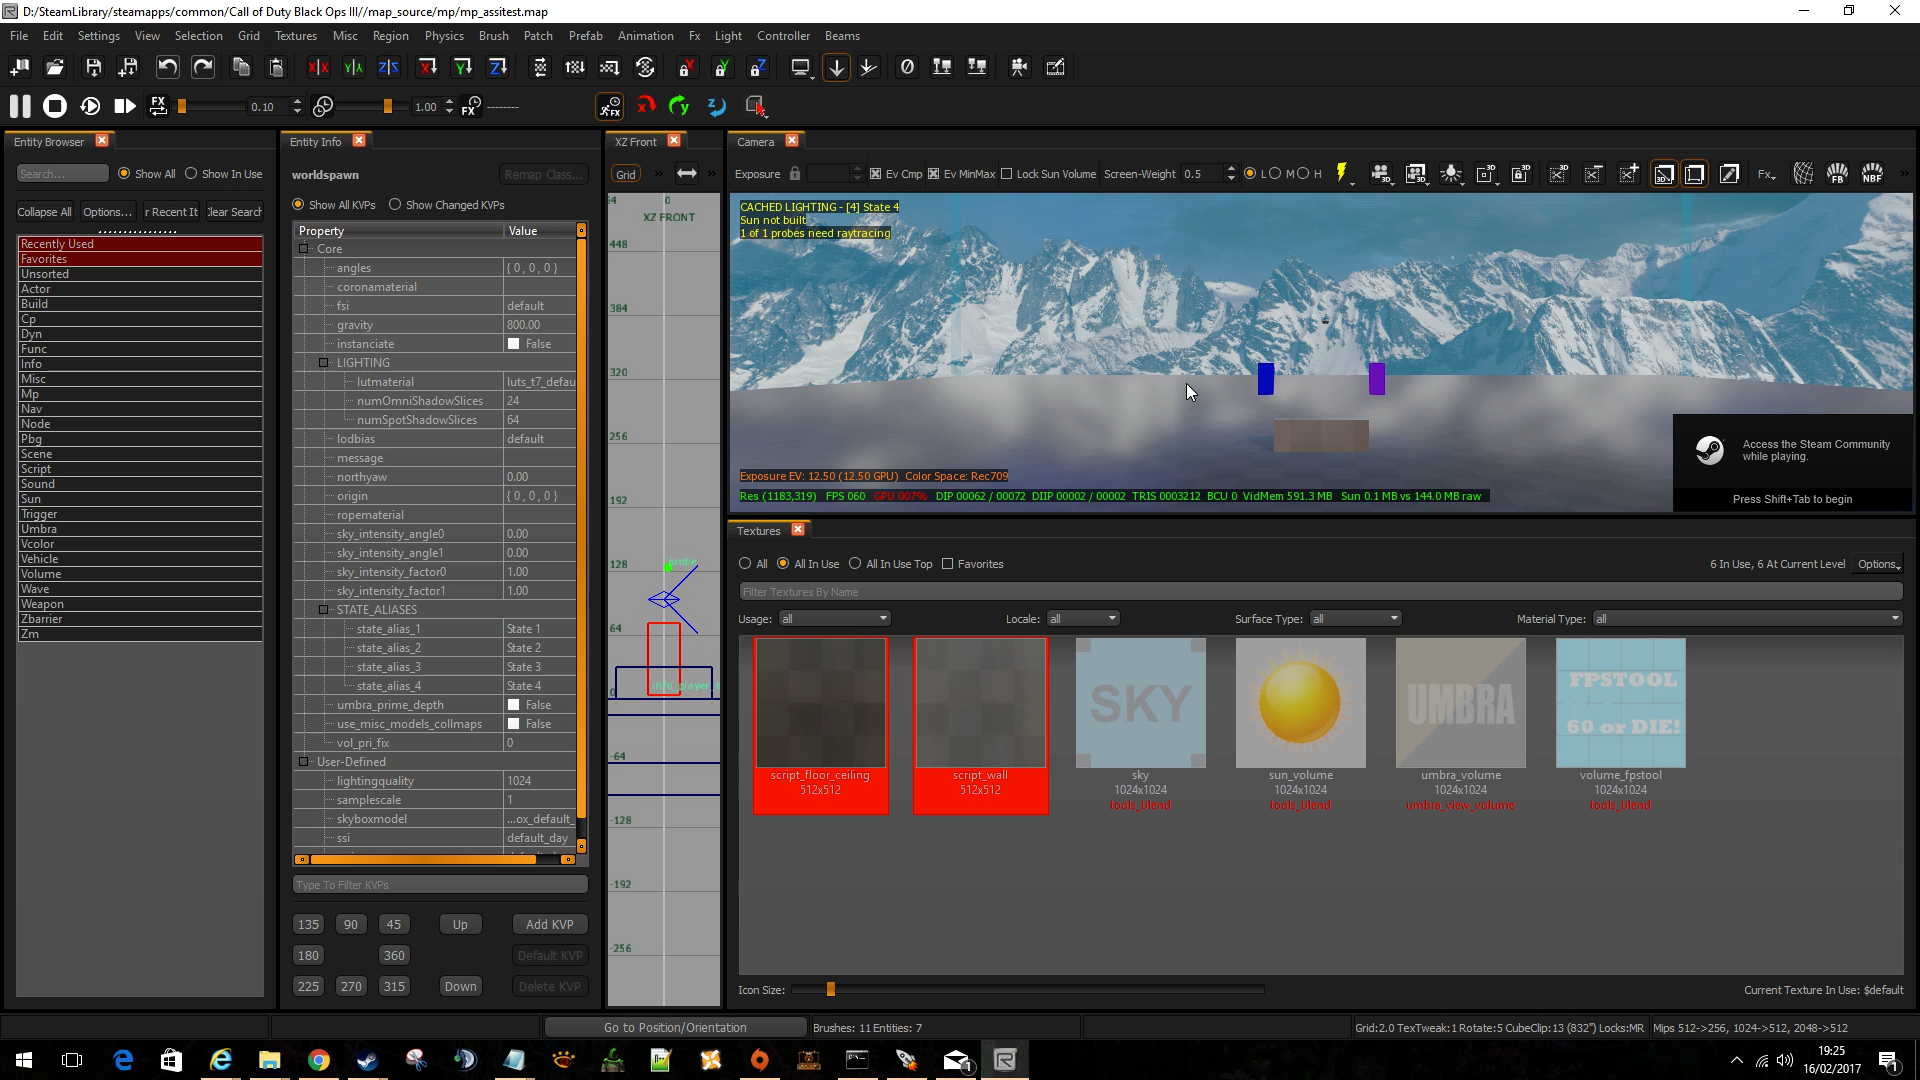 D:/SteamLibrary/steamapps/common/Call of Duty Black Ops III//map_source/mp/mp_assitest.map
File Edit Settings View Selection Grid Textures Misc Region Physics Brush Patch Prefab Animation Fx Light Controller Beams
FX 0.10 1.00 FX --------
Entity Browser
Search... Show All Show In Use
Collapse All Options... r Recent It Clear Search
Recently Used
Favorites
Unsorted
Actor
Build
Cp
Dyn
Func
Info
Misc
Mp
Nav
Node
Pbg
Scene
Script
Sound
Sun
Trigger
Umbra
Vcolor
Vehicle
Volume
Wave
Weapon
Zbarrier
Zm
Entity Info
worldspawn Remap Class...
Show All KVPs Show Changed KVPs
Property Value
Core
angles { 0 , 0 , 0 }
coronamaterial
fsi default
gravity 800.00
instanciate False
LIGHTING
lutmaterial luts_t7_defau
numOmniShadowSlices 24
numSpotShadowSlices 64
lodbias default
message
northyaw 0.00
origin { 0 , 0 , 0 }
ropematerial
sky_intensity_angle0 0.00
sky_intensity_angle1 0.00
sky_intensity_factor0 1.00
sky_intensity_factor1 1.00
STATE_ALIASES
state_alias_1 State 1
state_alias_2 State 2
state_alias_3 State 3
state_alias_4 State 4
umbra_prime_depth False
use_misc_models_collmaps False
vol_pri_fix 0
User-Defined
lightingquality 1024
samplescale 1
skyboxmodel ...ox_default_
ssi default_day
Type To Filter KVPs
135 90 45 Up Add KVP
180 360 Default KVP
225 270 315 Down Delete KVP
XZ Front
Grid
0
XZ FRONT
448
384
320
256
192
128
probe
64
0
info_player_s
-64
-128
-192
-256
Camera
Exposure Ev Cmp Ev MinMax Lock Sun Volume Screen-Weight 0.5 L M H Fx FB NBF
CACHED LIGHTING - [4] State 4
Sun not built
1 of 1 probes need raytracing
Exposure EV: 12.50 (12.50 GPU) Color Space: Rec709
Res (1183,319) FPS 060 GPU 007% DIP 00062 / 00072 DIIP 00002 / 00002 TRIS 0003212 BCU 0 VidMem 591.3 MB Sun 0.1 MB vs 144.0 MB raw
Access the Steam Community
while playing.
Press Shift+Tab to begin
Textures
All All In Use All In Use Top Favorites 6 In Use, 6 At Current Level Options
Filter Textures By Name
Usage: all Locale: all Surface Type: all Material Type: all
SKY UMBRA FPSTOOL
60 or DIE!
script_floor_ceiling script_wall sky sun_volume umbra_volume volume_fpstool
512x512 512x512 1024x1024 1024x1024 1024x1024 1024x1024
tools_blend tools_blend umbra_view_volume tools_blend
Icon Size: Current Texture In Use: $default
Go to Position/Orientation Brushes: 11 Entities: 7 Grid:2.0 TexTweak:1 Rotate:5 CubeClip:13 (832") Locks:MR Mips 512->256, 1024->512, 2048->512
19:25
16/02/2017